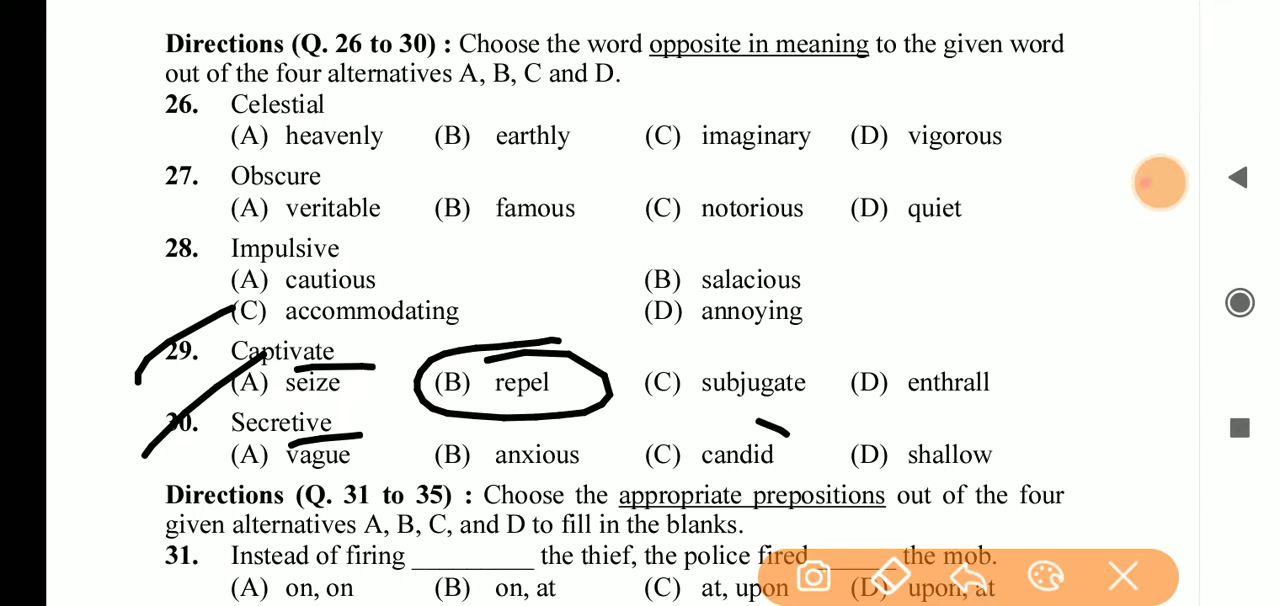 Directions (Q. 26 to 30) : Choose the word opposite in meaning to the given word
out of the four alternatives A, B, C and D.
26. Celestial
(A) heavenly (B) earthly (C) imaginary (D) vigorous
27. Obscure
(A) veritable (B) famous (C) notorious (D) quiet
28. Impulsive
(A) cautious (B) salacious
(C) accommodating (D) annoying
29. Captivate
(A) seize (B) repel (C) subjugate (D) enthrall
30. Secretive
(A) vague (B) anxious (C) candid (D) shallow
Directions (Q. 31 to 35) : Choose the appropriate prepositions out of the four
given alternatives A, B, C, and D to fill in the blanks.
31. Instead of firing __________ the thief, the police fired ______ the mob.
(A) on, on (B) on, at (C) at, upon (D) upon, at